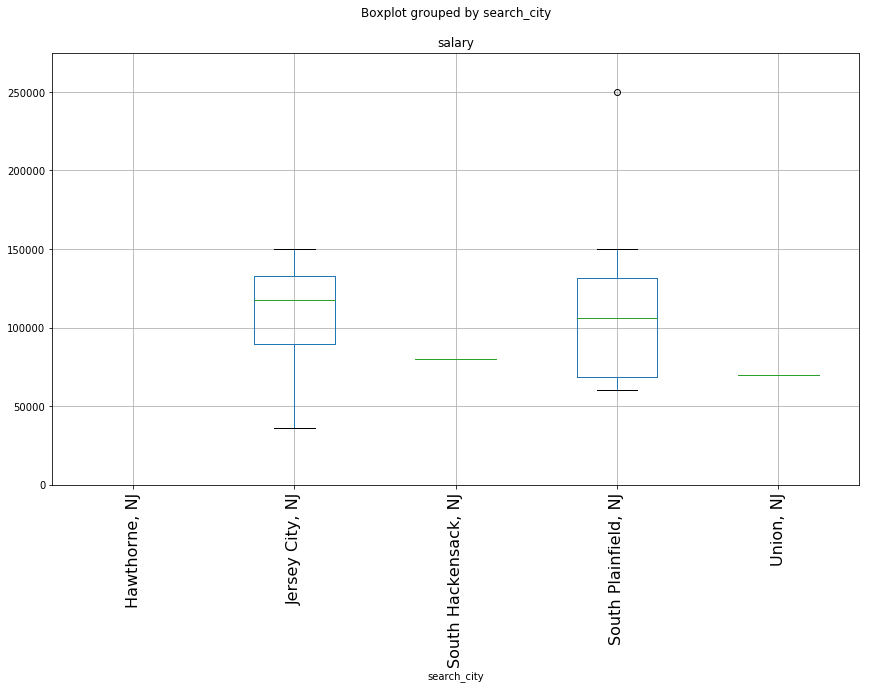 Boxplot grouped by search_city
salary
250000
200000
150000
100000
50000
0
Hawthorne, NJ
Jersey City, NJ
South Hackensack, NJ
South Plainfield, NJ
Union, NJ
search_city